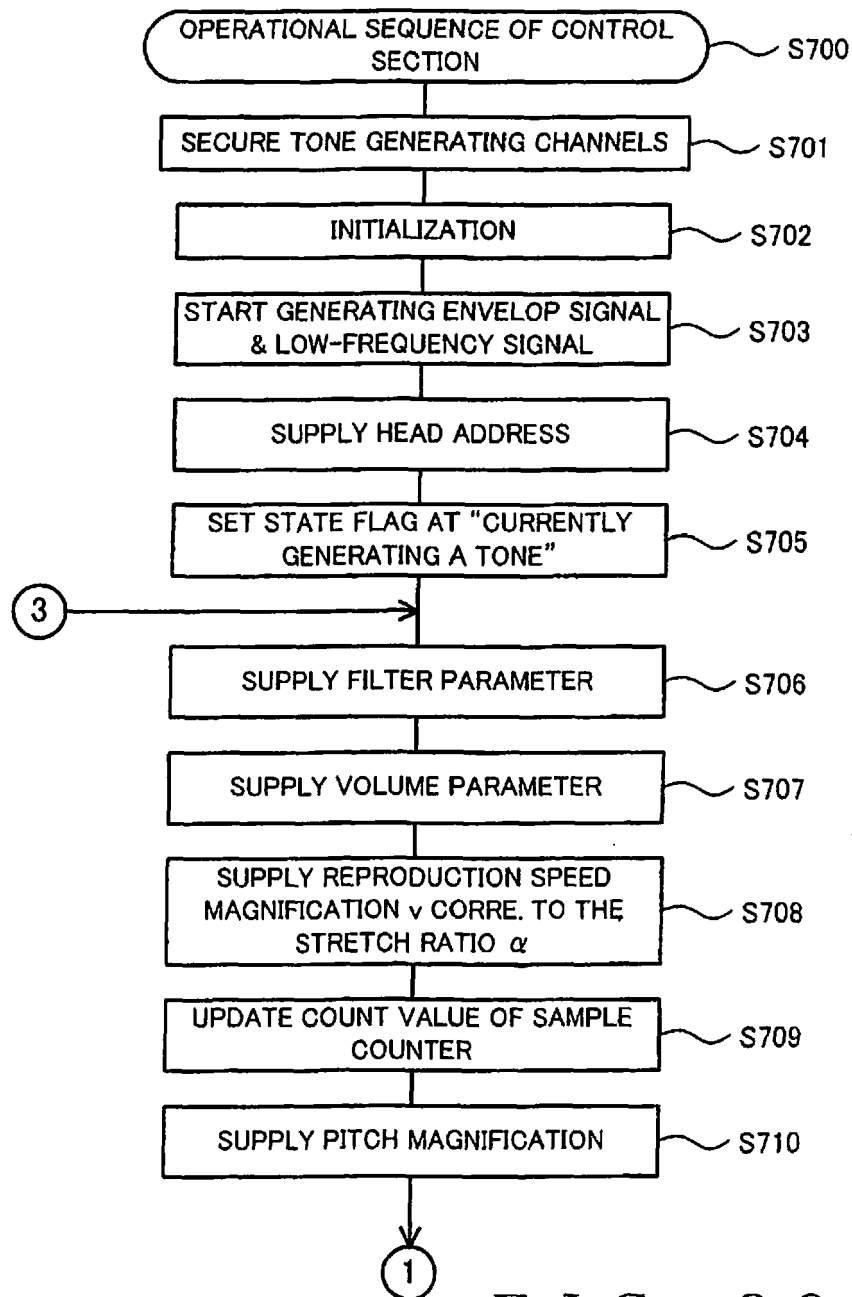 OPERATIONAL SEQUENCE OF CONTROL
SECTION
S700
SECURE TONE GENERATING CHANNELS
S701
INITIALIZATION
S702
START GENERATING ENVELOP SIGNAL
& LOW-FREQUENCY SIGNAL
S703
SUPPLY HEAD ADDRESS
S704
SET STATE FLAG AT "CURRENTLY
GENERATING A TONE"
S705
3
SUPPLY FILTER PARAMETER
S706
SUPPLY VOLUME PARAMETER
S707
SUPPLY REPRODUCTION SPEED
MAGNIFICATION v CORRE. TO THE
STRETCH RATIO α
S708
UPDATE COUNT VALUE OF SAMPLE
COUNTER
S709
SUPPLY PITCH MAGNIFICATION
S710
1